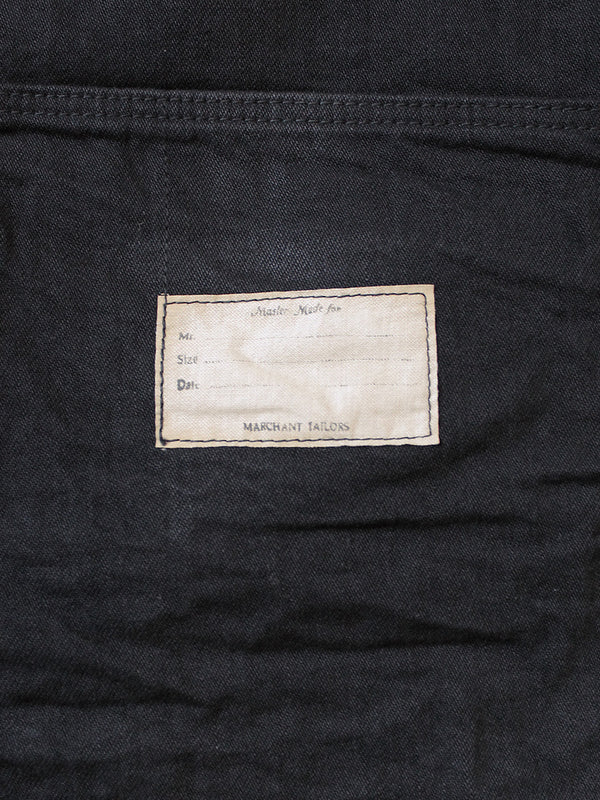 Master Made for
Mr.
Size
Date
MARCHANT TAILORS